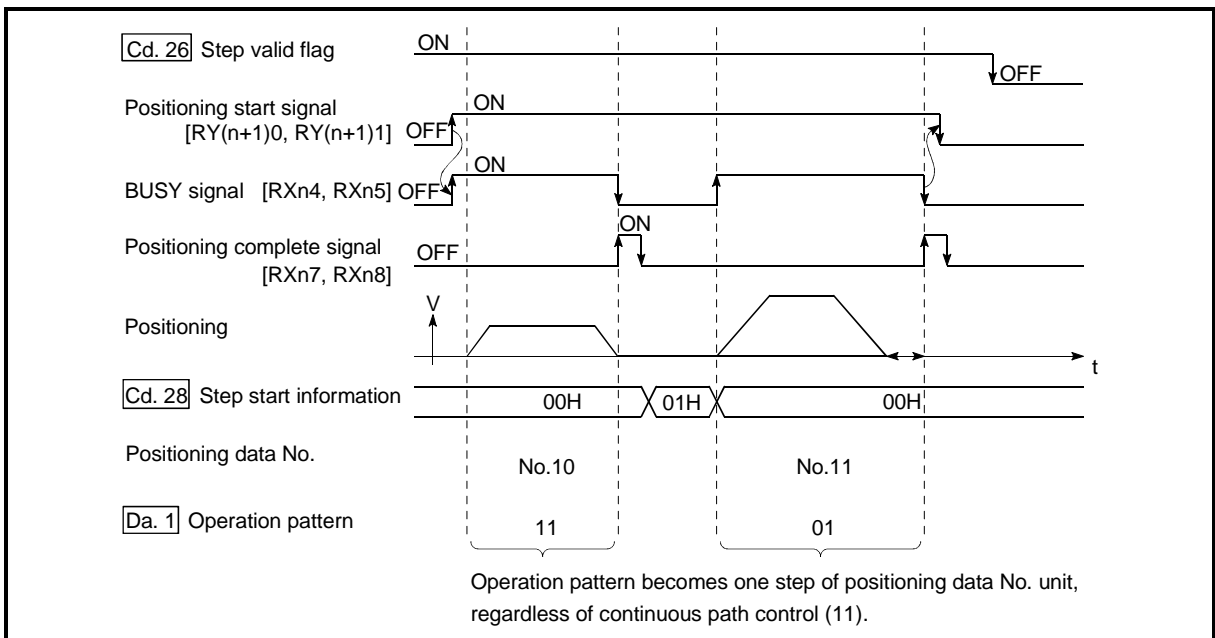 Cd. 26 Step valid flag
ON
OFF
Positioning start signal
[RY(n+1)0, RY(n+1)1]
OFF
ON
BUSY signal [RXn4, RXn5]
OFF
ON
Positioning complete signal
[RXn7, RXn8]
OFF
ON
V
Positioning
t
Cd. 28 Step start information
00H
01H
00H
Positioning data No.
No.10
No.11
Da. 1 Operation pattern
11
01
Operation pattern becomes one step of positioning data No. unit,
regardless of continuous path control (11).